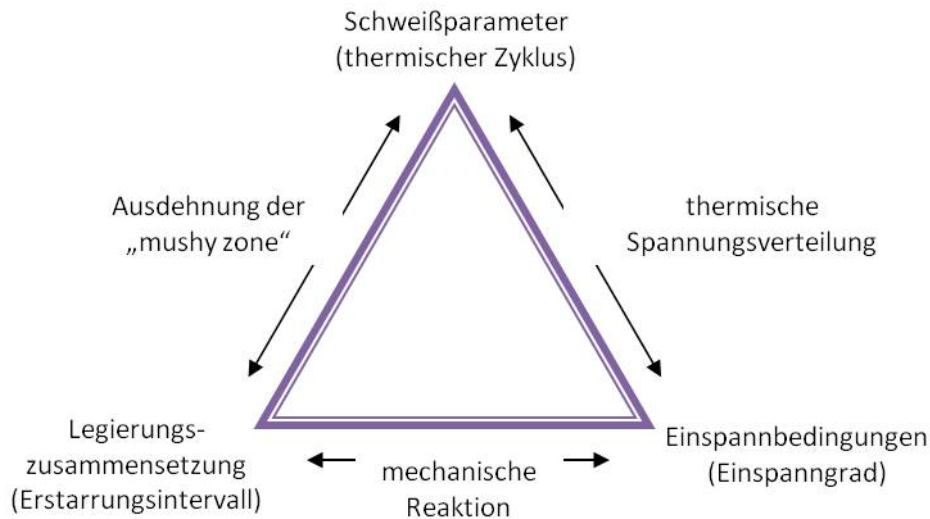 Schweißparameter
(thermischer Zyklus)
Ausdehnung der
„mushy zone“
thermische
Spannungsverteilung
Legierungs-
zusammensetzung
(Erstarrungsintervall)
mechanische
Reaktion
Einspannbedingungen
(Einspanngrad)